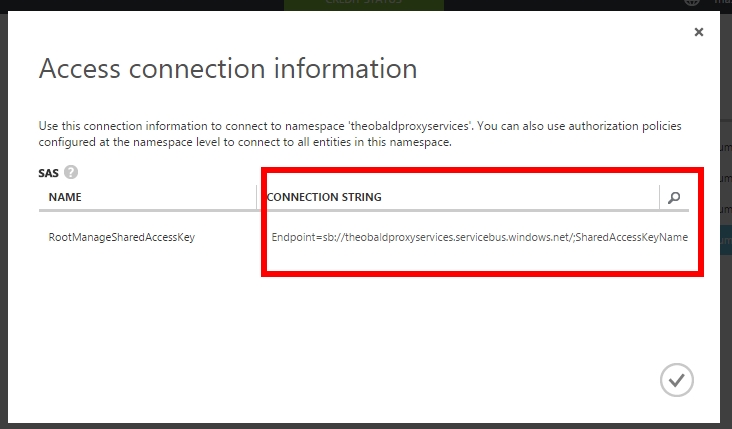 CREDIT STATUS
Access connection information
Use this connection information to connect to namespace 'theobaldproxyservices'. You can also use authorization policies
configured at the namespace level to connect to all entities in this namespace.
SAS ?
NAME CONNECTION STRING
RootManageSharedAccessKey Endpoint=sb://theobaldproxyservices.servicebus.windows.net/;SharedAccessKeyName